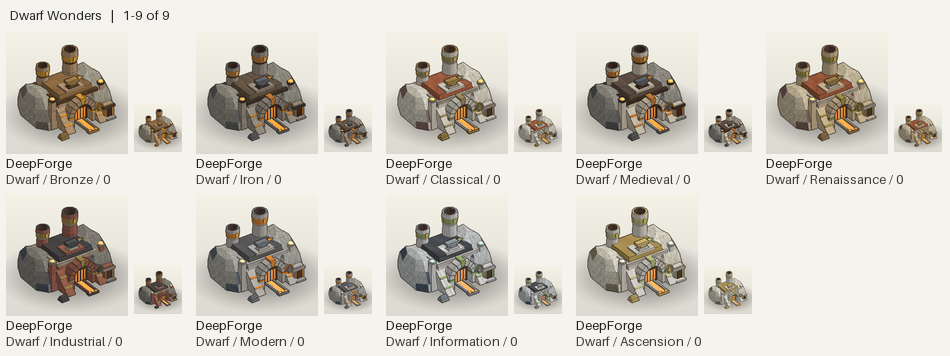 Dwarf Wonders | 1-9 of 9
DeepForge
Dwarf / Bronze / 0
DeepForge
Dwarf / Iron / 0
DeepForge
Dwarf / Classical / 0
DeepForge
Dwarf / Medieval / 0
DeepForge
Dwarf / Renaissance / 0
DeepForge
Dwarf / Industrial / 0
DeepForge
Dwarf / Modern / 0
DeepForge
Dwarf / Information / 0
DeepForge
Dwarf / Ascension / 0